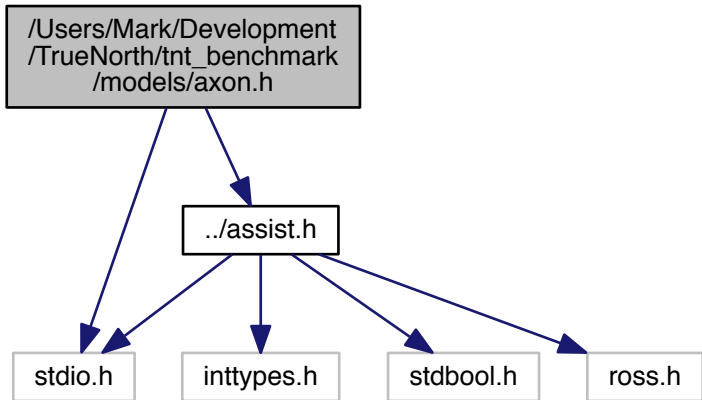 /Users/Mark/Development
/TrueNorth/tnt_benchmark
/models/axon.h
../assist.h
stdio.h
inttypes.h
stdbool.h
ross.h